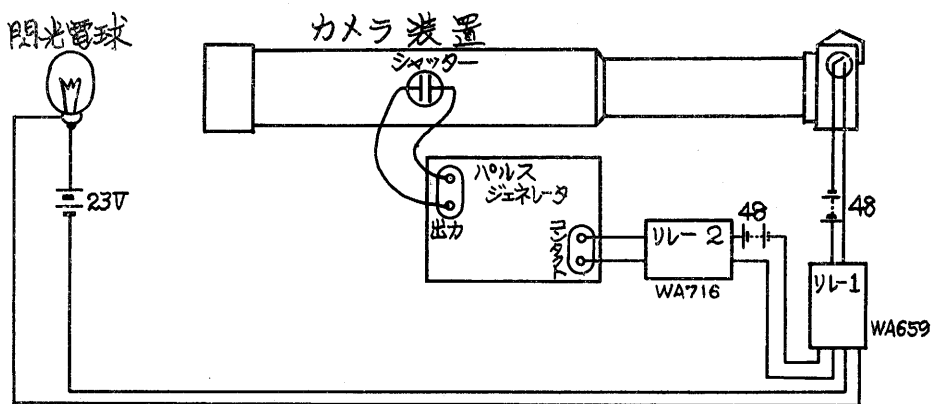 閃光電球
カメラ装置
シャッター
23V
パルス
ジェネレータ
出力
コンタクト
リレー 2
48
WA716
48
リレー1
WA659